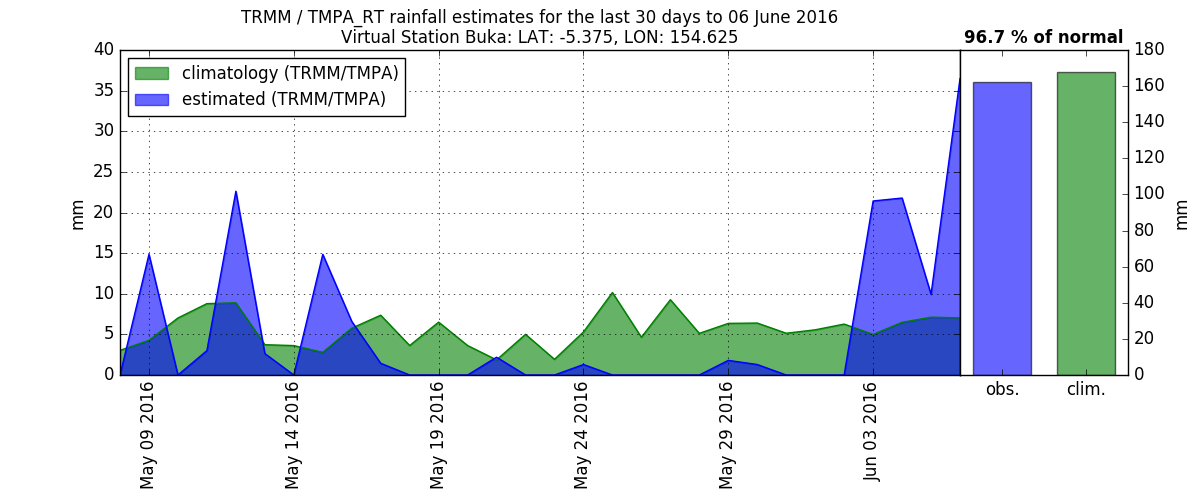 TRMM / TMPA_RT rainfall estimates for the last 30 days to 06 June 2016
Virtual Station Buka: LAT: -5.375, LON: 154.625
96.7 % of normal
climatology (TRMM/TMPA)
estimated (TRMM/TMPA)
40
35
30
25
20
15
10
5
0
mm
May 09 2016
May 14 2016
May 19 2016
May 24 2016
May 29 2016
Jun 03 2016
obs.
clim.
180
160
140
120
100
80
60
40
20
0
mm